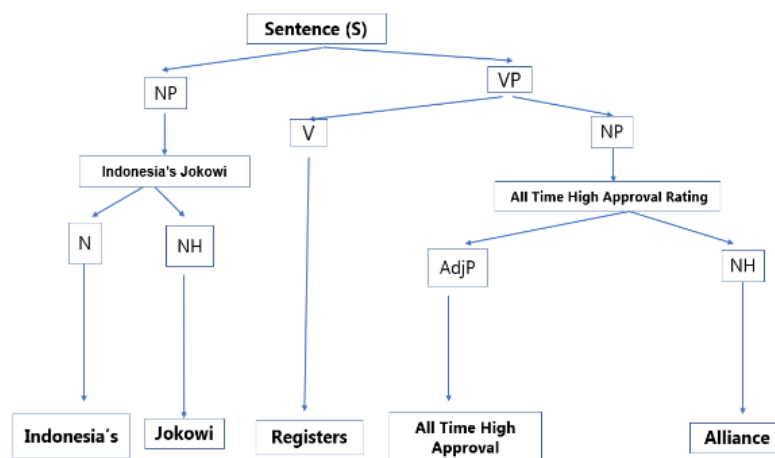 Sentence (S)
NP
VP
V
NP
Indonesia's Jokowi
All Time High Approval Rating
N
NH
AdjP
NH
Indonesia´s
Jokowi
Registers
All Time High
Approval
Alliance